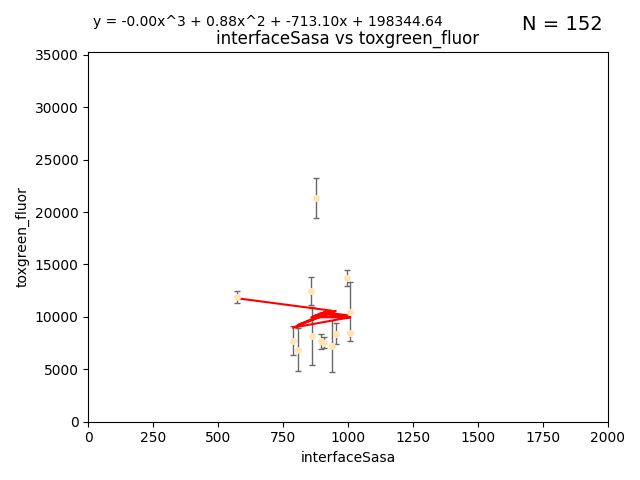 y = -0.00x^3 + 0.88x^2 + -713.10x + 198344.64
N = 152
interfaceSasa vs toxgreen_fluor
35000
30000
25000
20000
15000
10000
5000
0
toxgreen_fluor
0 250 500 750 1000 1250 1500 1750 2000
interfaceSasa